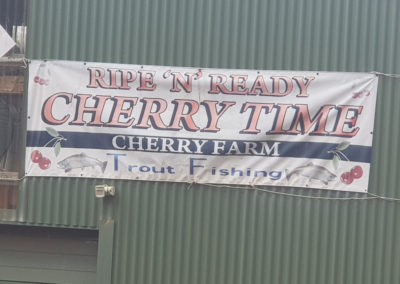 RIPE 'N' READY
CHERRY TIME
CHERRY FARM
Trout Fishing